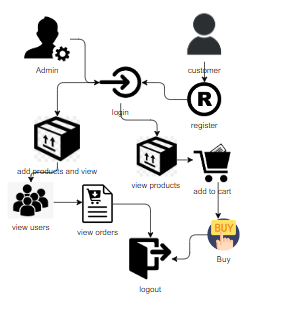 Admin
customer
login
R
register
add products and view
view products
add to cart
view users
view orders
BUY
Buy
logout